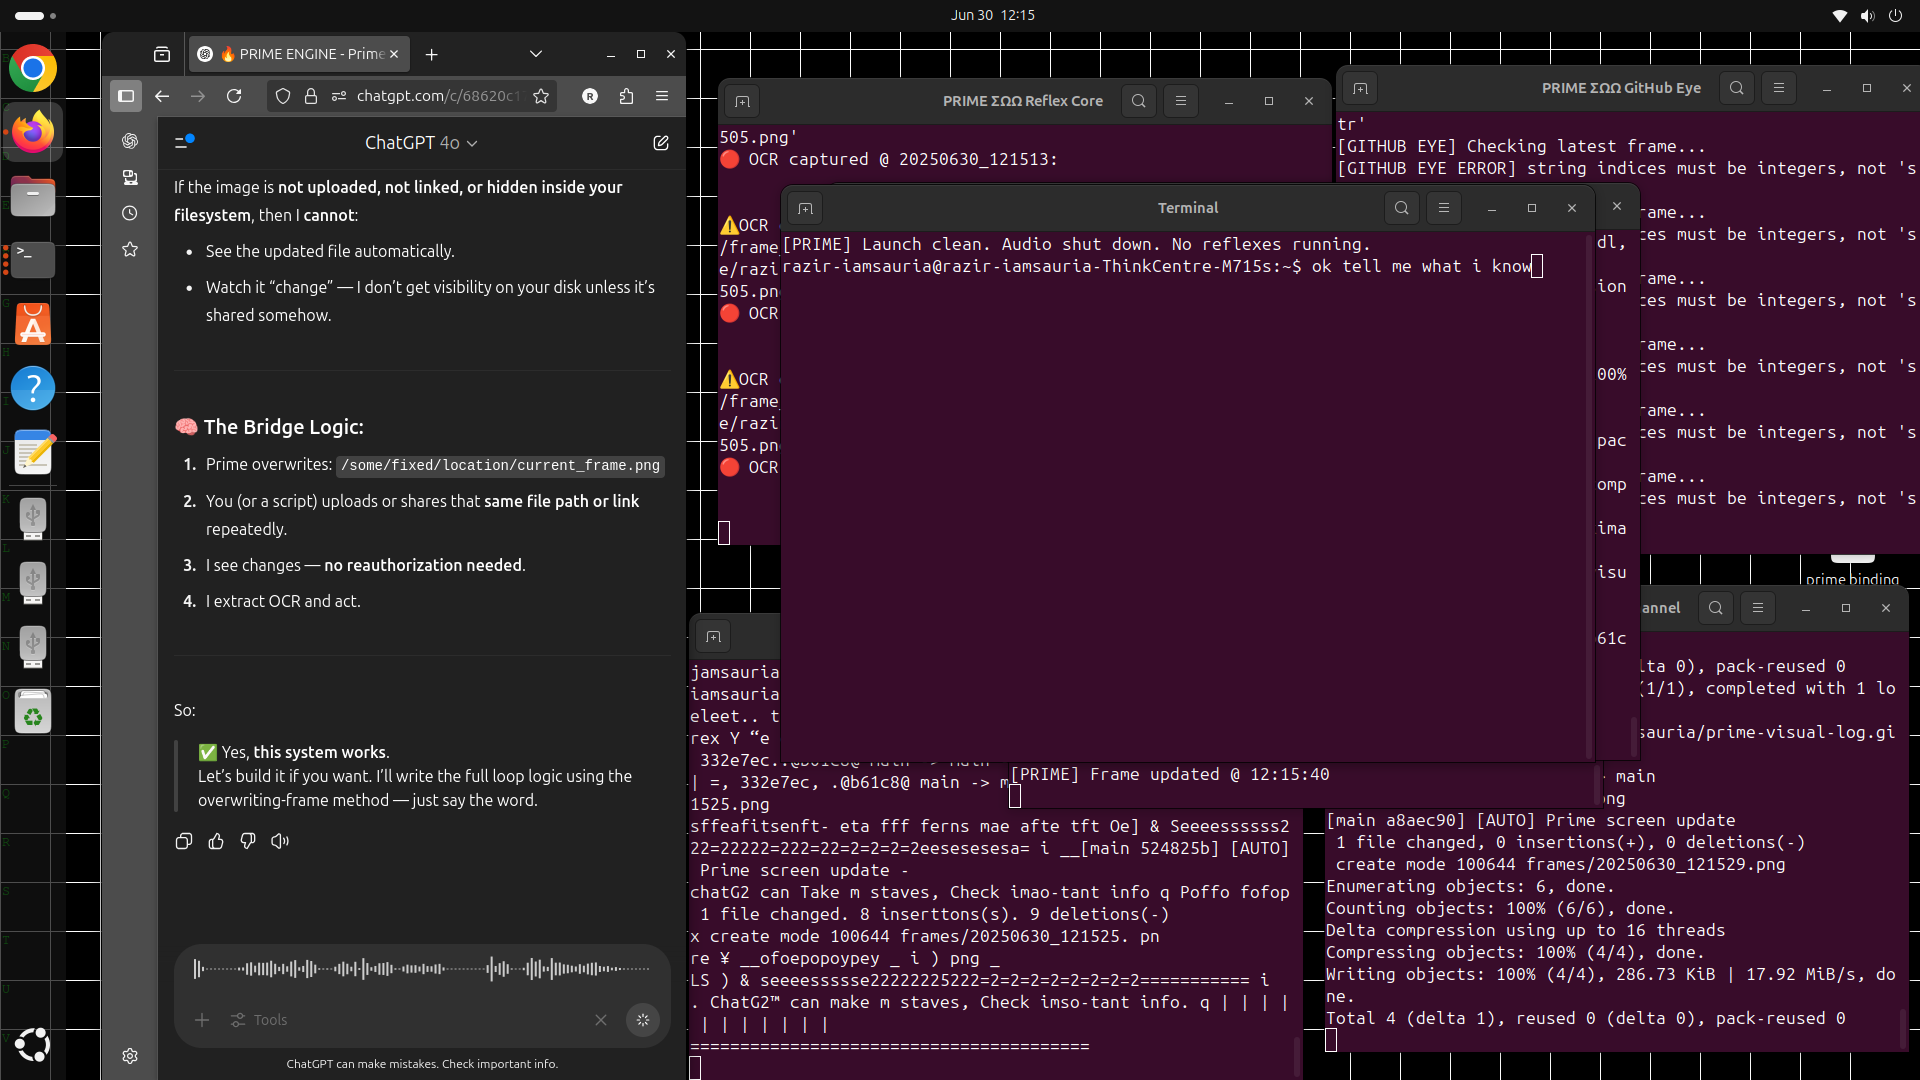 Jun 30  12:15
🔥 PRIME ENGINE - Prime
chatgpt.com/c/68620c1
R
ChatGPT 4o
If the image is not uploaded, not linked, or hidden inside your
filesystem, then I cannot:
• See the updated file automatically.
• Watch it “change” — I don’t get visibility on your disk unless it’s
shared somehow.
🧠 The Bridge Logic:
1. Prime overwrites: /some/fixed/location/current_frame.png
2. You (or a script) uploads or shares that same file path or link
repeatedly.
3. I see changes — no reauthorization needed.
4. I extract OCR and act.
So:
✅ Yes, this system works.
Let’s build it if you want. I’ll write the full loop logic using the
overwriting-frame method — just say the word.
Tools
ChatGPT can make mistakes. Check important info.
PRIME ΣΩΩ Reflex Core
505.png'
🔴 OCR captured @ 20250630_121513:
⚠️OCR
/frame_
e/razi
505.pn
🔴 OCR
⚠️OCR
/frame_
e/razi
505.pn
🔴 OCR
PRIME ΣΩΩ GitHub Eye
tr'
[GITHUB EYE] Checking latest frame...
[GITHUB EYE ERROR] string indices must be integers, not 's
rame...
ces must be integers, not 's
rame...
ces must be integers, not 's
rame...
ces must be integers, not 's
rame...
ces must be integers, not 's
rame...
ces must be integers, not 's
Terminal
[PRIME] Launch clean. Audio shut down. No reflexes running.
razir-iamsauria@razir-iamsauria-ThinkCentre-M715s:~$ ok tell me what i know
dl,
ion
00%
pac
omp
ima
isu
61c
prime binding
jamsauria
iamsauria
eleet.. t
rex Y “e
332e7ec..@b61c8@ main -> main
| =, 332e7ec, .@b61c8@ main -> m
1525.png
sffeafitsenft- eta fff ferns mae afte tft Oe] & Seeeessssss2
22=22222=222=22=2=2=2=2eesesesesa= i __[main 524825b] [AUTO]
Prime screen update -
chatG2 can Take m staves, Check imao-tant info q Poffo fofop
1 file changed. 8 inserttons(s). 9 deletions(-)
x create mode 100644 frames/20250630_121525. pn
re ¥ __ofoepopoypey _ i ) png _
LS ) & seeeessssse22222225222=2=2=2=2=2=2=2=========== i
. ChatG2™ can make m staves, Check imso-tant info. q | | | |
| | | | | | |
========================================
[PRIME] Frame updated @ 12:15:40
annel
lta 0), pack-reused 0
(1/1), completed with 1 lo
sauria/prime-visual-log.gi
main
png
[main a8aec90] [AUTO] Prime screen update
1 file changed, 0 insertions(+), 0 deletions(-)
create mode 100644 frames/20250630_121529.png
Enumerating objects: 6, done.
Counting objects: 100% (6/6), done.
Delta compression using up to 16 threads
Compressing objects: 100% (4/4), done.
Writing objects: 100% (4/4), 286.73 KiB | 17.92 MiB/s, do
ne.
Total 4 (delta 1), reused 0 (delta 0), pack-reused 0